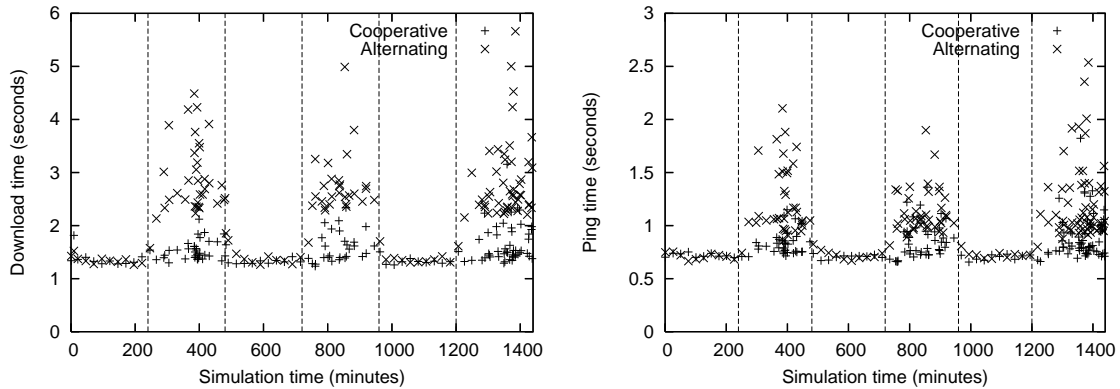 6
5
4
3
2
1
0
Download time (seconds)
0 200 400 600 800 1000 1200 1400
Simulation time (minutes)
Cooperative
Alternating
3
2.5
2
1.5
1
0.5
0
Ping time (seconds)
0 200 400 600 800 1000 1200 1400
Simulation time (minutes)
Cooperative
Alternating